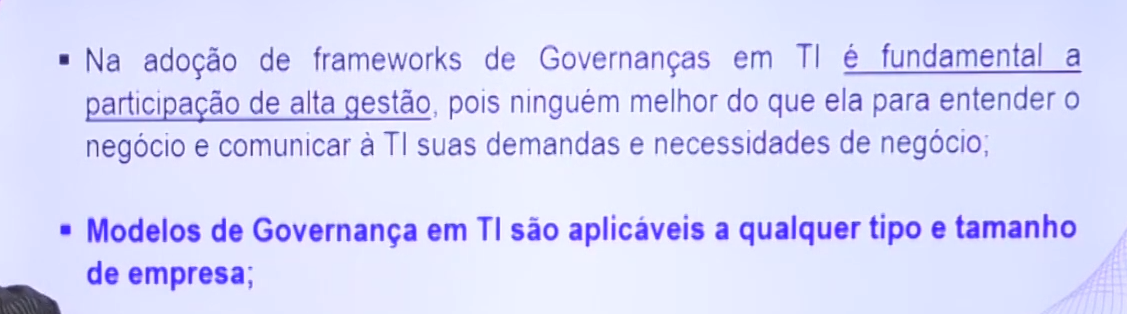 ▪ Na adoção de frameworks de Governanças em TI é fundamental a
participação de alta gestão, pois ninguém melhor do que ela para entender o
negócio e comunicar à TI suas demandas e necessidades de negócio;
▪ Modelos de Governança em TI são aplicáveis a qualquer tipo e tamanho
de empresa;